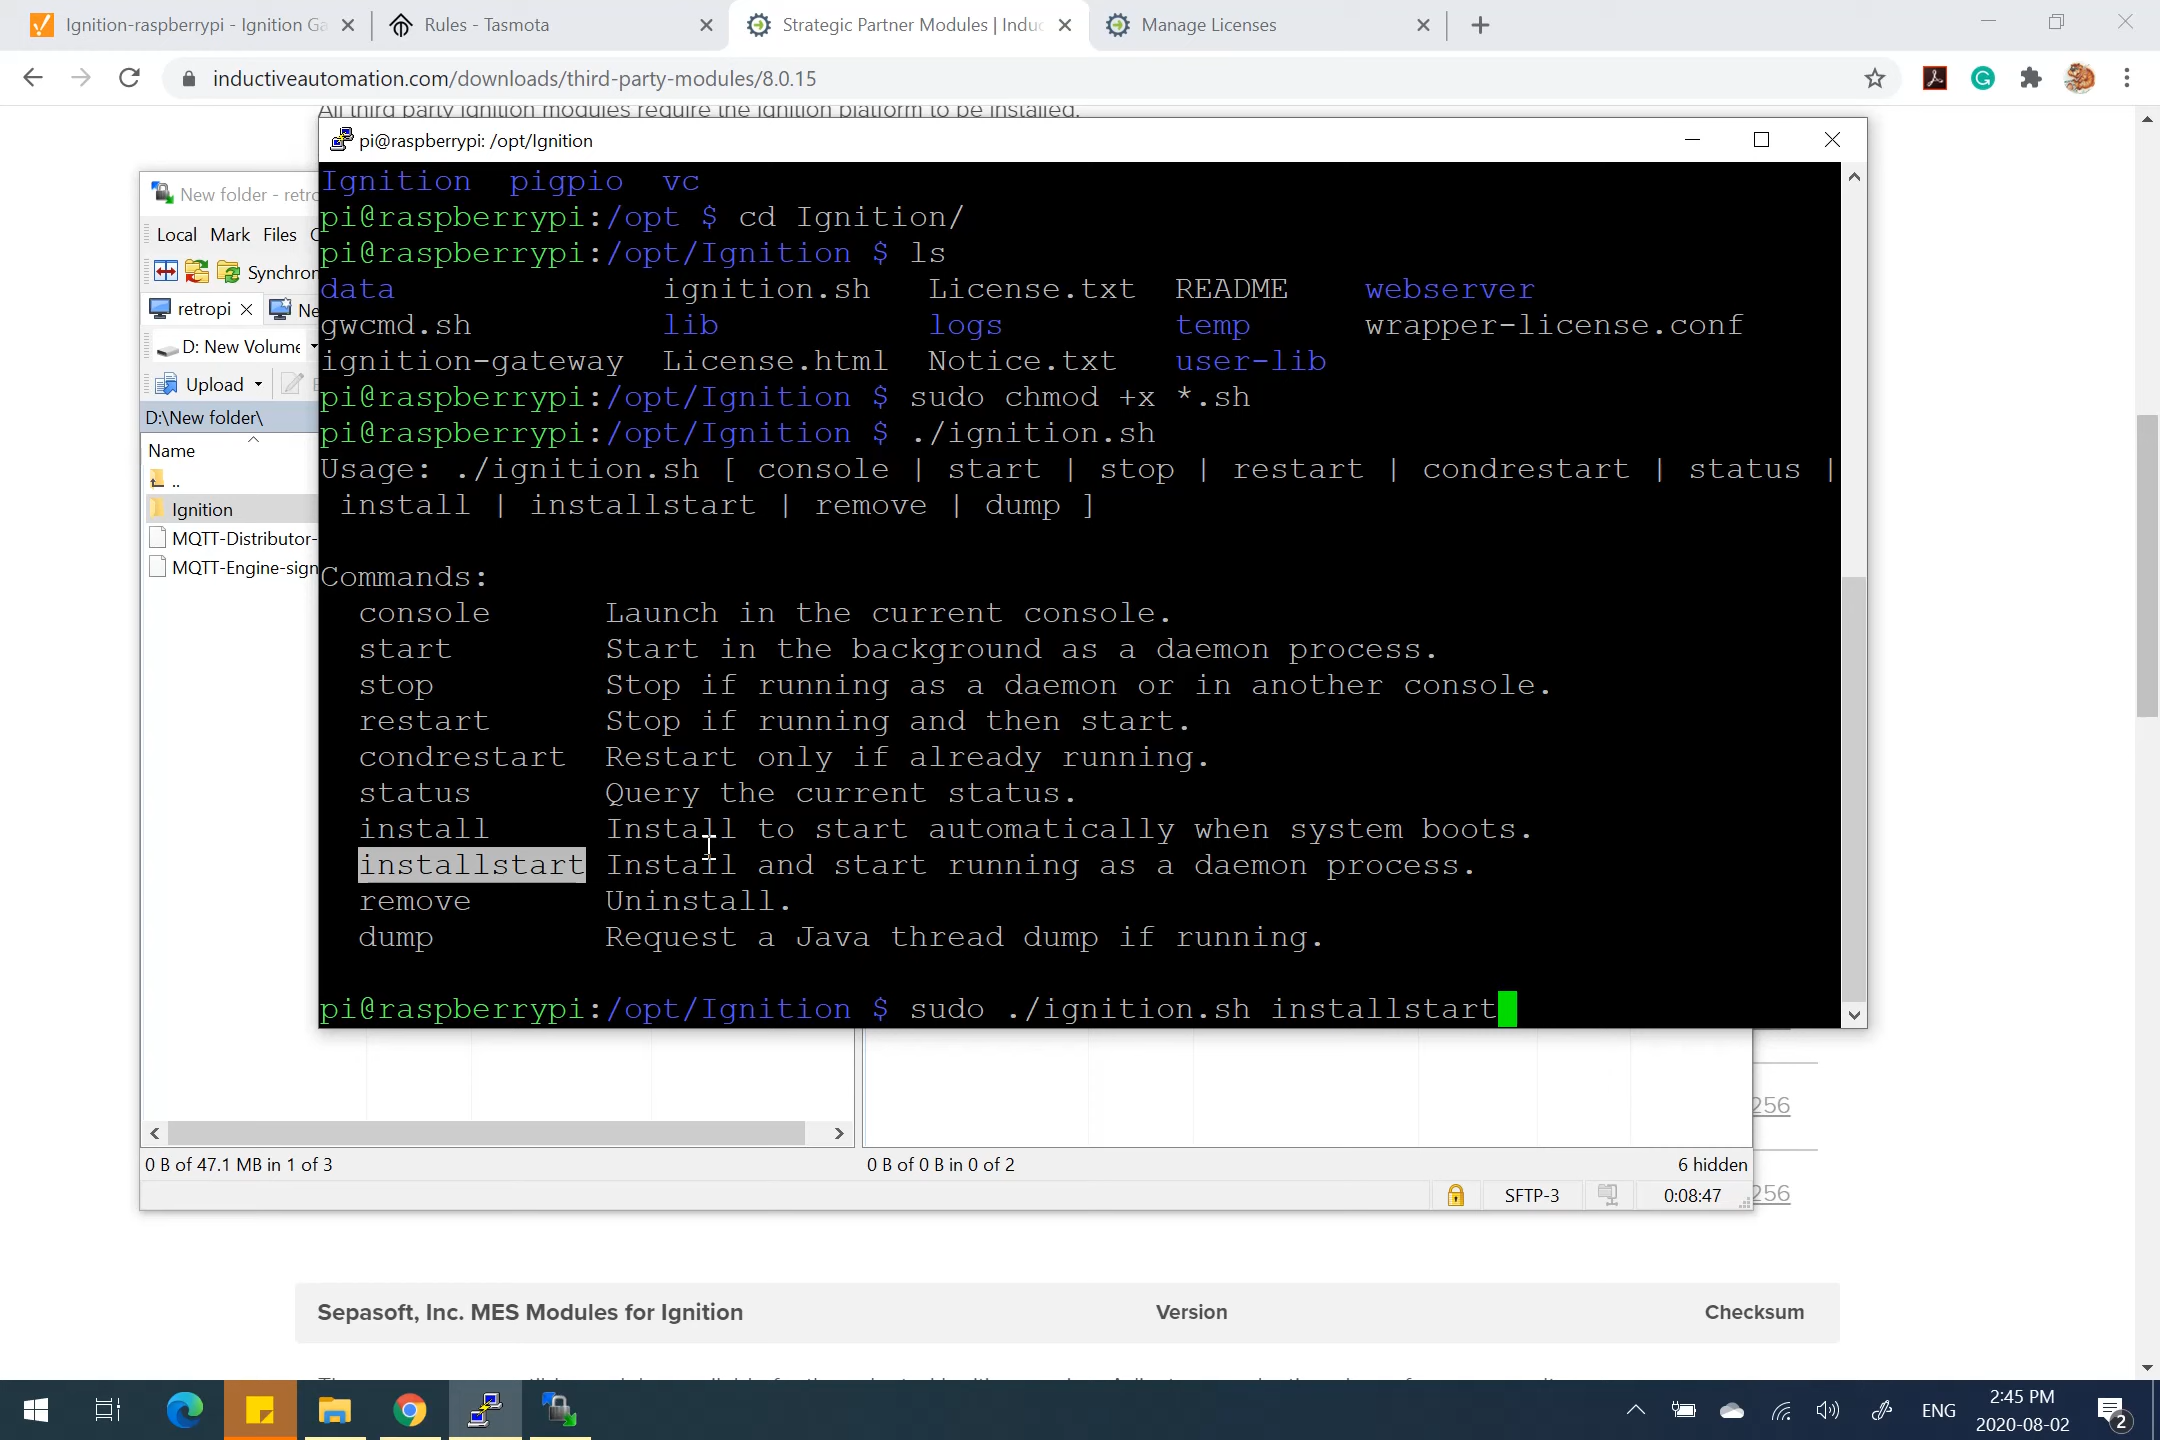 Ignition-raspberrypi - Ignition Ga
Rules - Tasmota
Strategic Partner Modules | Induc
Manage Licenses
inductiveautomation.com/downloads/third-party-modules/8.0.15
All third party Ignition modules require the Ignition platform to be installed.
pi@raspberrypi: /opt/Ignition
New folder - retro
Local Mark Files
Synchron
retropi
Ne
D: New Volume
Upload
D:\New folder\
Name
..
Ignition
MQTT-Distributor-
MQTT-Engine-sign
Ignition pigpio vc
pi@raspberrypi:/opt $ cd Ignition/
pi@raspberrypi:/opt/Ignition $ ls
data ignition.sh License.txt README webserver
gwcmd.sh lib logs temp wrapper-license.conf
ignition-gateway License.html Notice.txt user-lib
pi@raspberrypi:/opt/Ignition $ sudo chmod +x *.sh
pi@raspberrypi:/opt/Ignition $ ./ignition.sh
Usage: ./ignition.sh [ console | start | stop | restart | condrestart | status |
install | installstart | remove | dump ]
Commands:
console Launch in the current console.
start Start in the background as a daemon process.
stop Stop if running as a daemon or in another console.
restart Stop if running and then start.
condrestart Restart only if already running.
status Query the current status.
install Install to start automatically when system boots.
installstart Install and start running as a daemon process.
remove Uninstall.
dump Request a Java thread dump if running.
pi@raspberrypi:/opt/Ignition $ sudo ./ignition.sh installstart
256
0 B of 47.1 MB in 1 of 3
0 B of 0 B in 0 of 2
6 hidden
SFTP-3
0:08:47
256
Sepasoft, Inc. MES Modules for Ignition Version Checksum
ENG
2:45 PM
2020-08-02
2